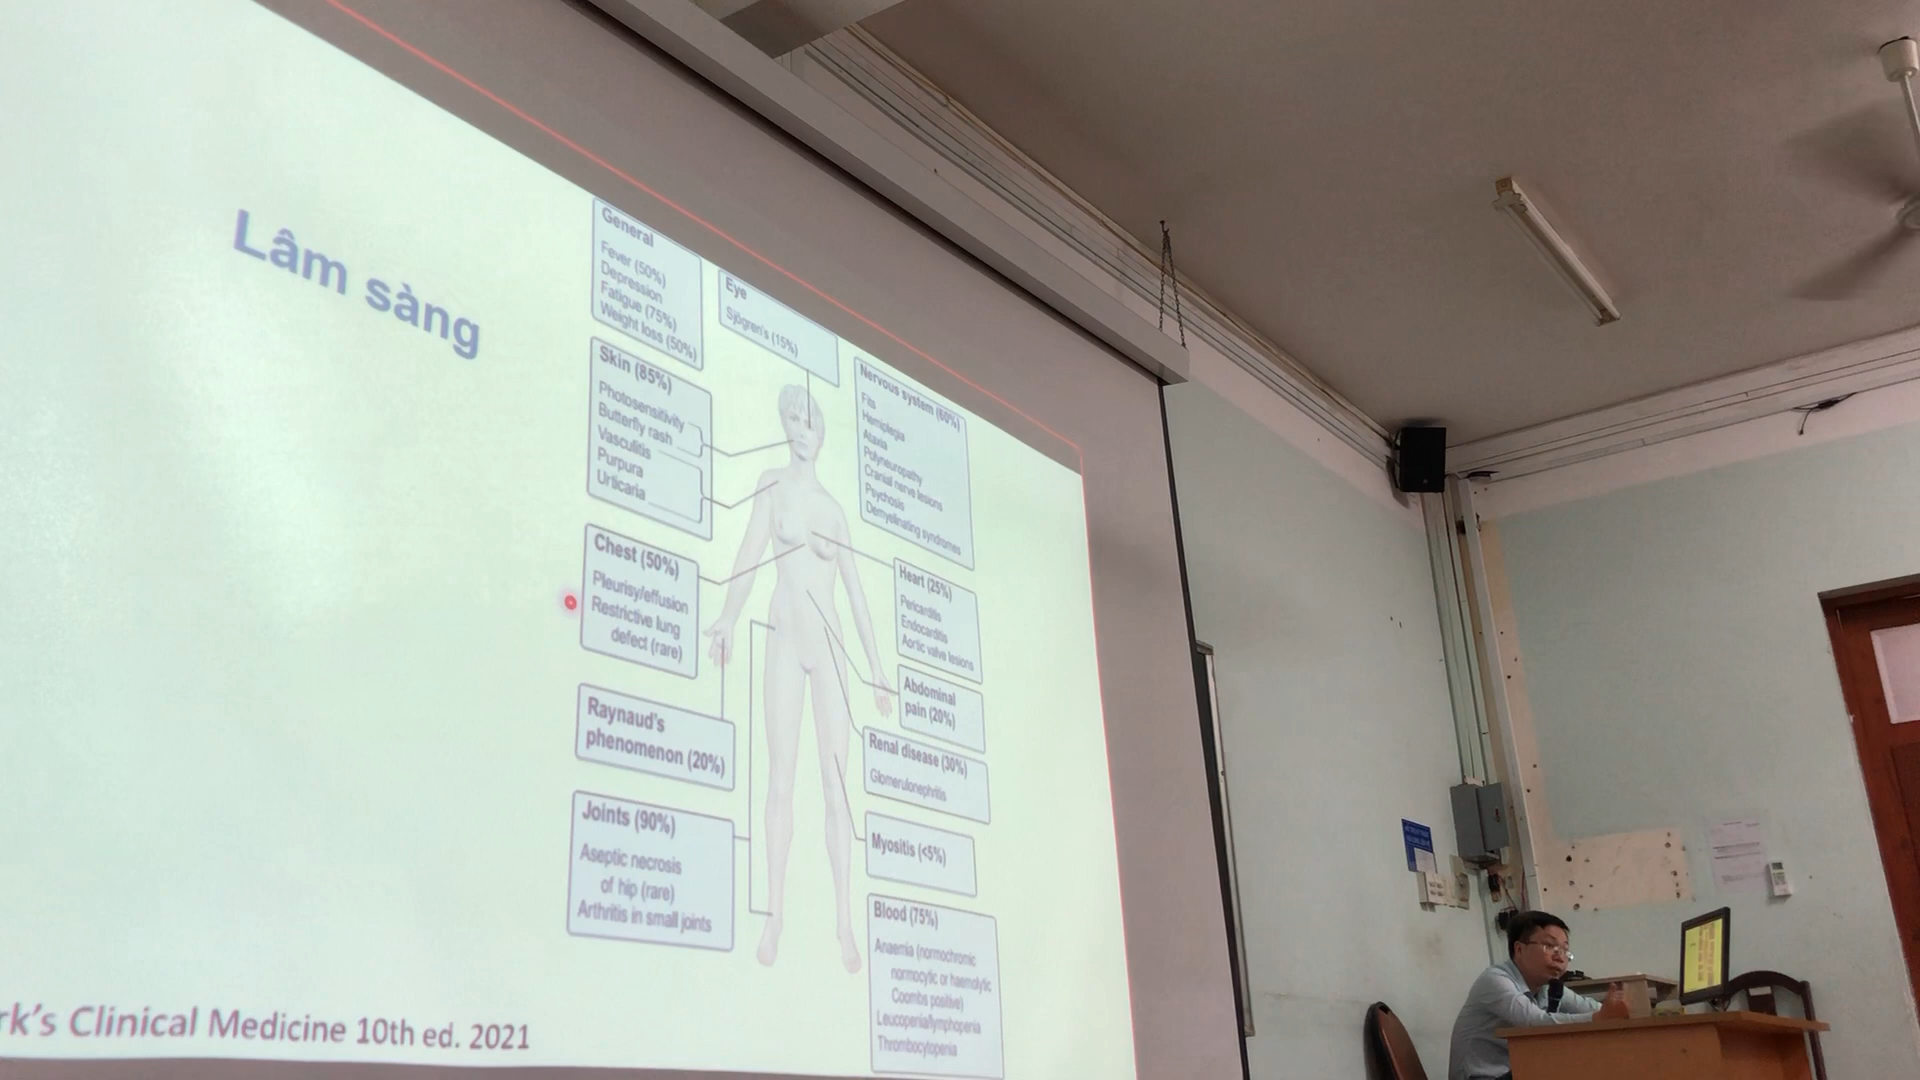 Lâm sàng
General
Fever (50%)
Depression
Fatigue (75%)
Weight loss (50%)
Eye
Sjögren's (15%)
Skin (85%)
Photosensitivity
Butterfly rash
Vasculitis
Purpura
Urticaria
Nervous system (60%)
Fits
Hemiplegia
Ataxia
Polyneuropathy
Cranial nerve lesions
Psychosis
Demyelinating syndromes
Chest (50%)
Pleurisy/effusion
Restrictive lung
defect (rare)
Heart (25%)
Pericarditis
Endocarditis
Aortic valve lesions
Raynaud's
phenomenon (20%)
Abdominal
pain (20%)
Renal disease (30%)
Glomerulonephritis
Joints (90%)
Aseptic necrosis
of hip (rare)
Arthritis in small joints
Myositis (<5%)
Blood (75%)
Anaemia (normochromic
normocytic or haemolytic
Coombs positive)
Leucopenia/lymphopenia
Thrombocytopenia
rk's Clinical Medicine 10th ed. 2021